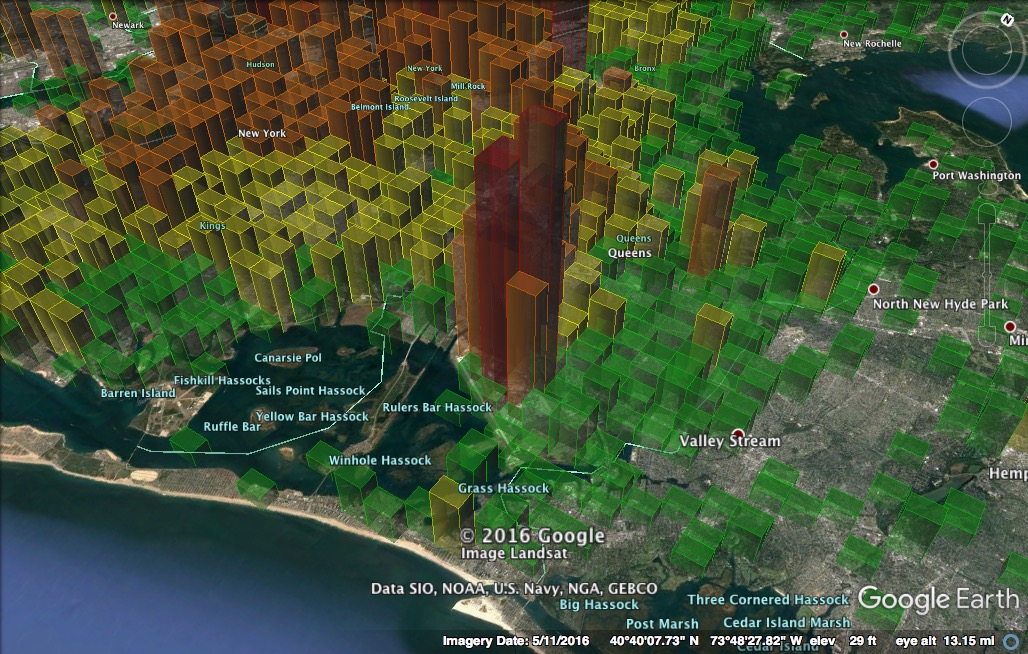 Newark
New Rochelle
Hudson
New-York
Bronx
Mill Rock
Roosevelt Island
Belmont Island
New York
Port Washington
Kings
Queens
Queens
North New Hyde Park
Canarsie Pol
Fishkill Hassocks
Sails Point Hassock
Barren Island
Rulers Bar Hassock
Yellow Bar Hassock
Ruffle Bar
Valley Stream
Winhole Hassock
Grass Hassock
© 2016 Google
Image Landsat
Data SIO, NOAA, U.S. Navy, NGA, GEBCO
Big Hassock
Three Cornered Hassock
Google Earth
Post Marsh
Cedar Island Marsh
Cedar Island
Imagery Date: 5/11/2016 40°40'07.73" N 73°48'27.82" W elev 29 ft eye alt 13.15 mi